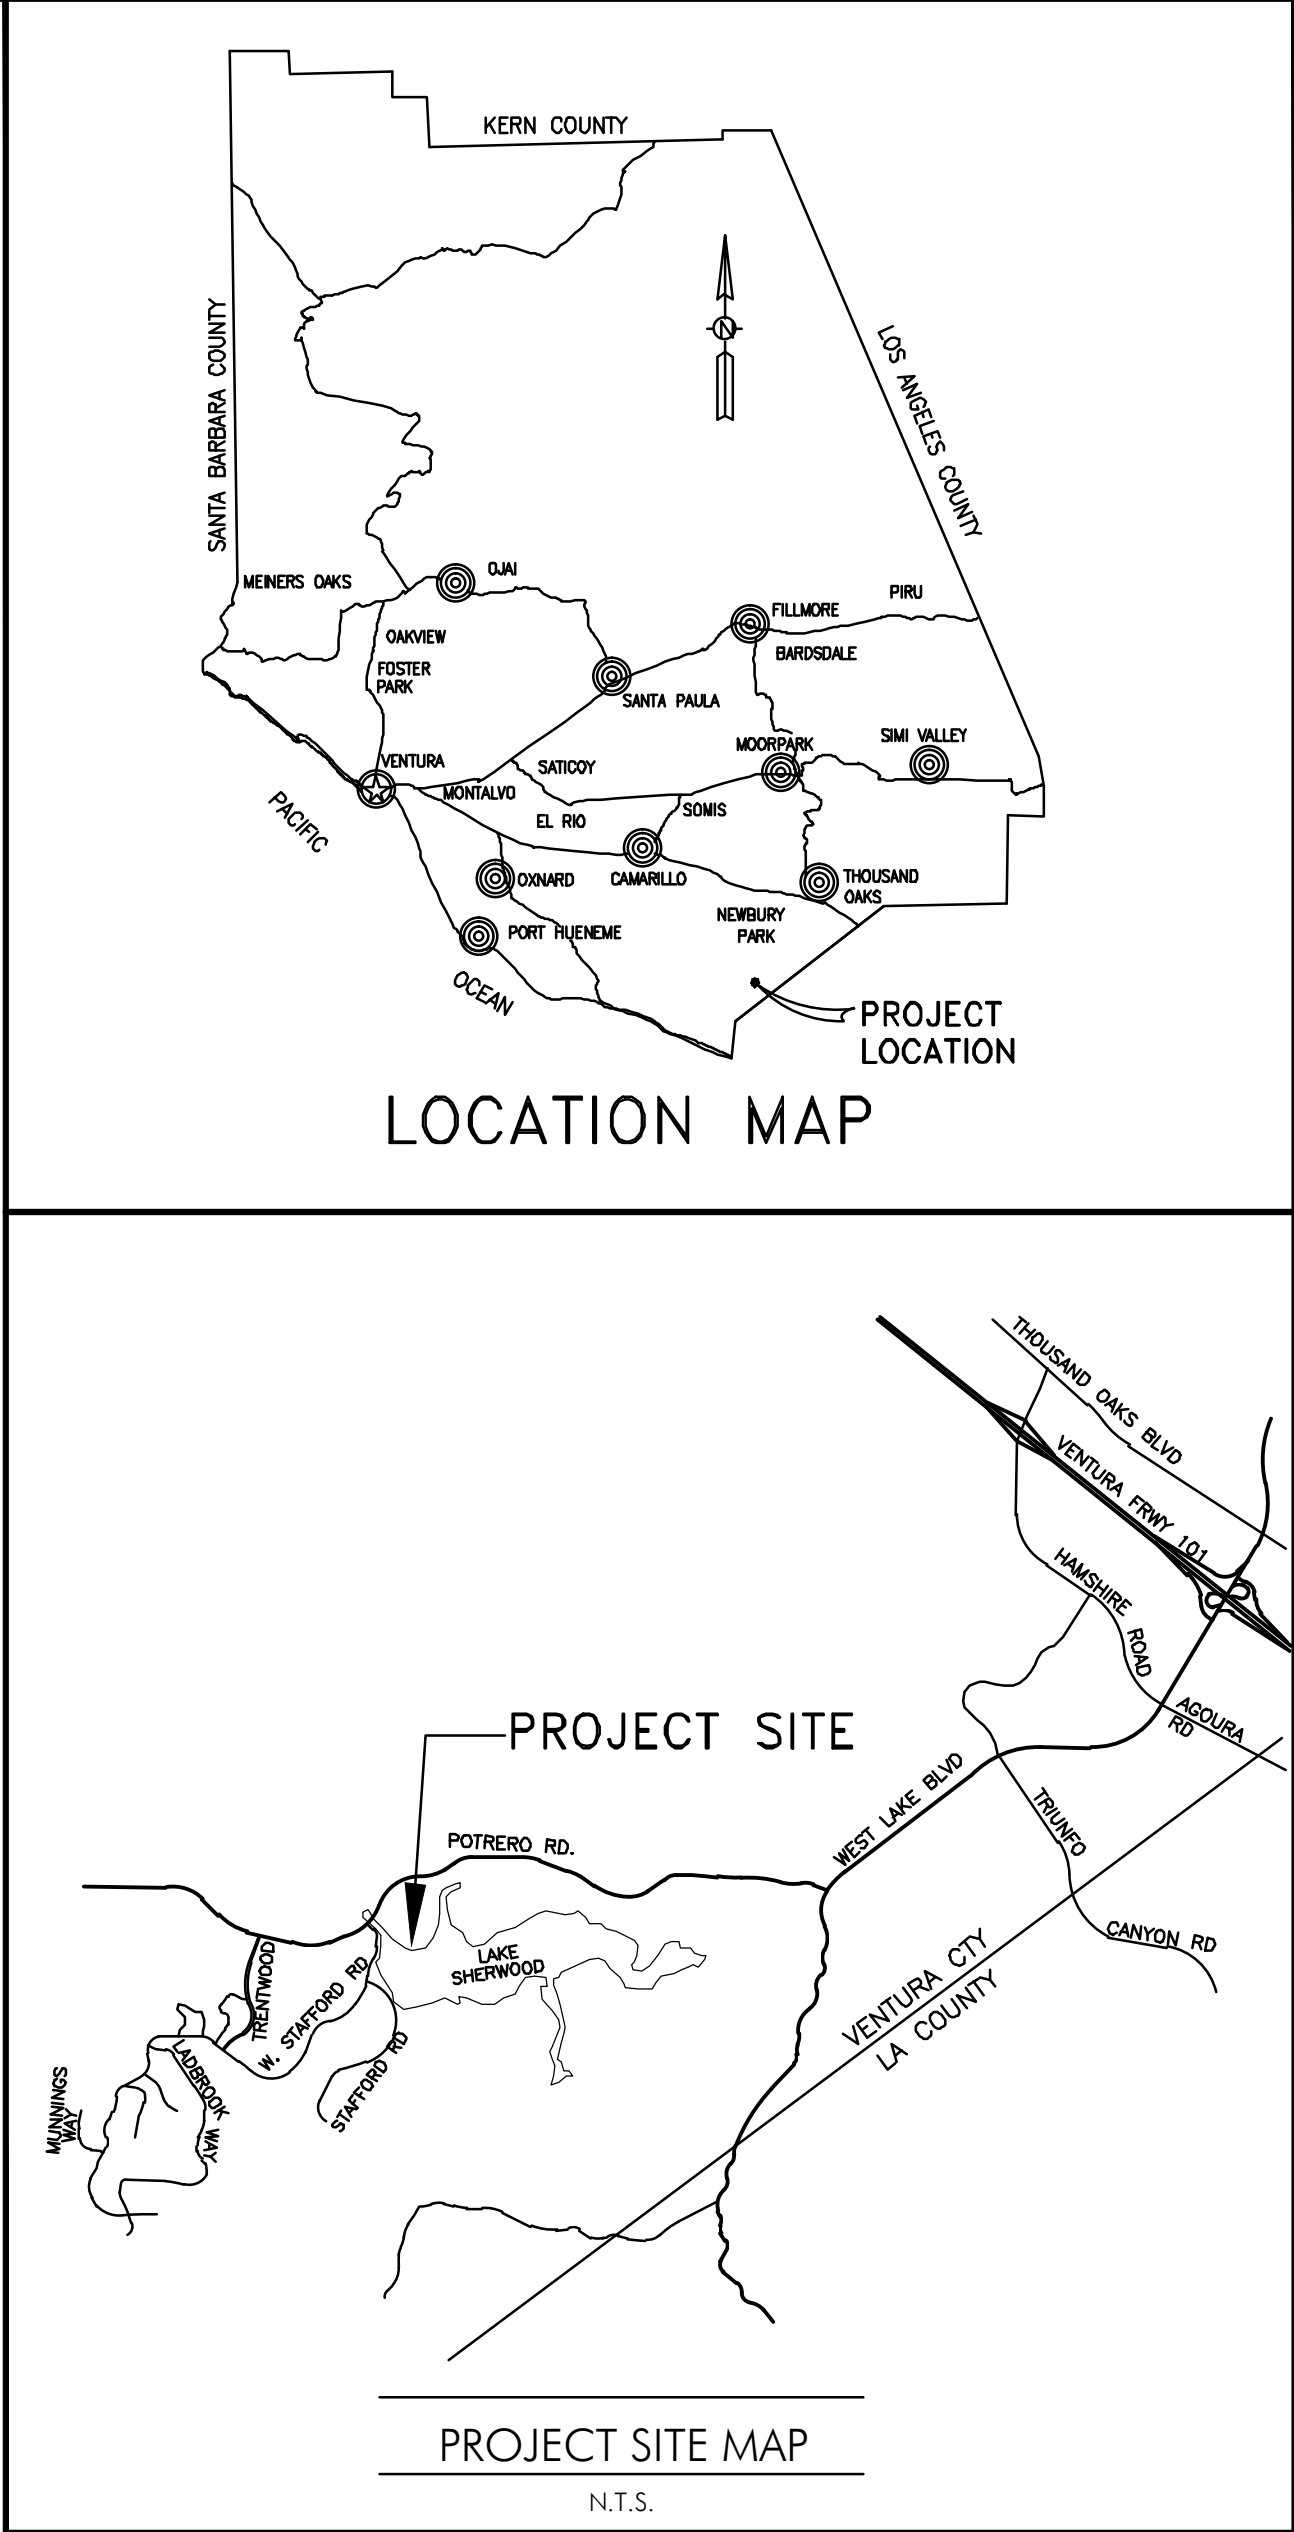 KERN COUNTY
SANTA BARBARA COUNTY
N
LOS ANGELES COUNTY
MEINERS OAKS
OJAI
PIRU
FILLMORE
OAKVIEW
BARDSDALE
FOSTER
PARK
SANTA PAULA
SIMI VALLEY
MOORPARK
VENTURA
SATICOY
MONTALVO
SOMIS
EL RIO
PACIFIC
OXNARD
CAMARILLO
THOUSAND
OAKS
NEWBURY
PARK
PORT HUENEME
OCEAN
PROJECT
LOCATION
LOCATION MAP
THOUSAND OAKS BLVD
VENTURA FRWY 101
HAMSHIRE ROAD
AGOURA
RD
PROJECT SITE
WEST LAKE BLVD
TRIUNFO
POTRERO RD.
CANYON RD
LAKE
SHERWOOD
VENTURA CTY
LA COUNTY
TRENTWOOD
W. STAFFORD RD
STAFFORD RD
LADBROOK WAY
MUNNINGS
WAY
PROJECT SITE MAP
N.T.S.